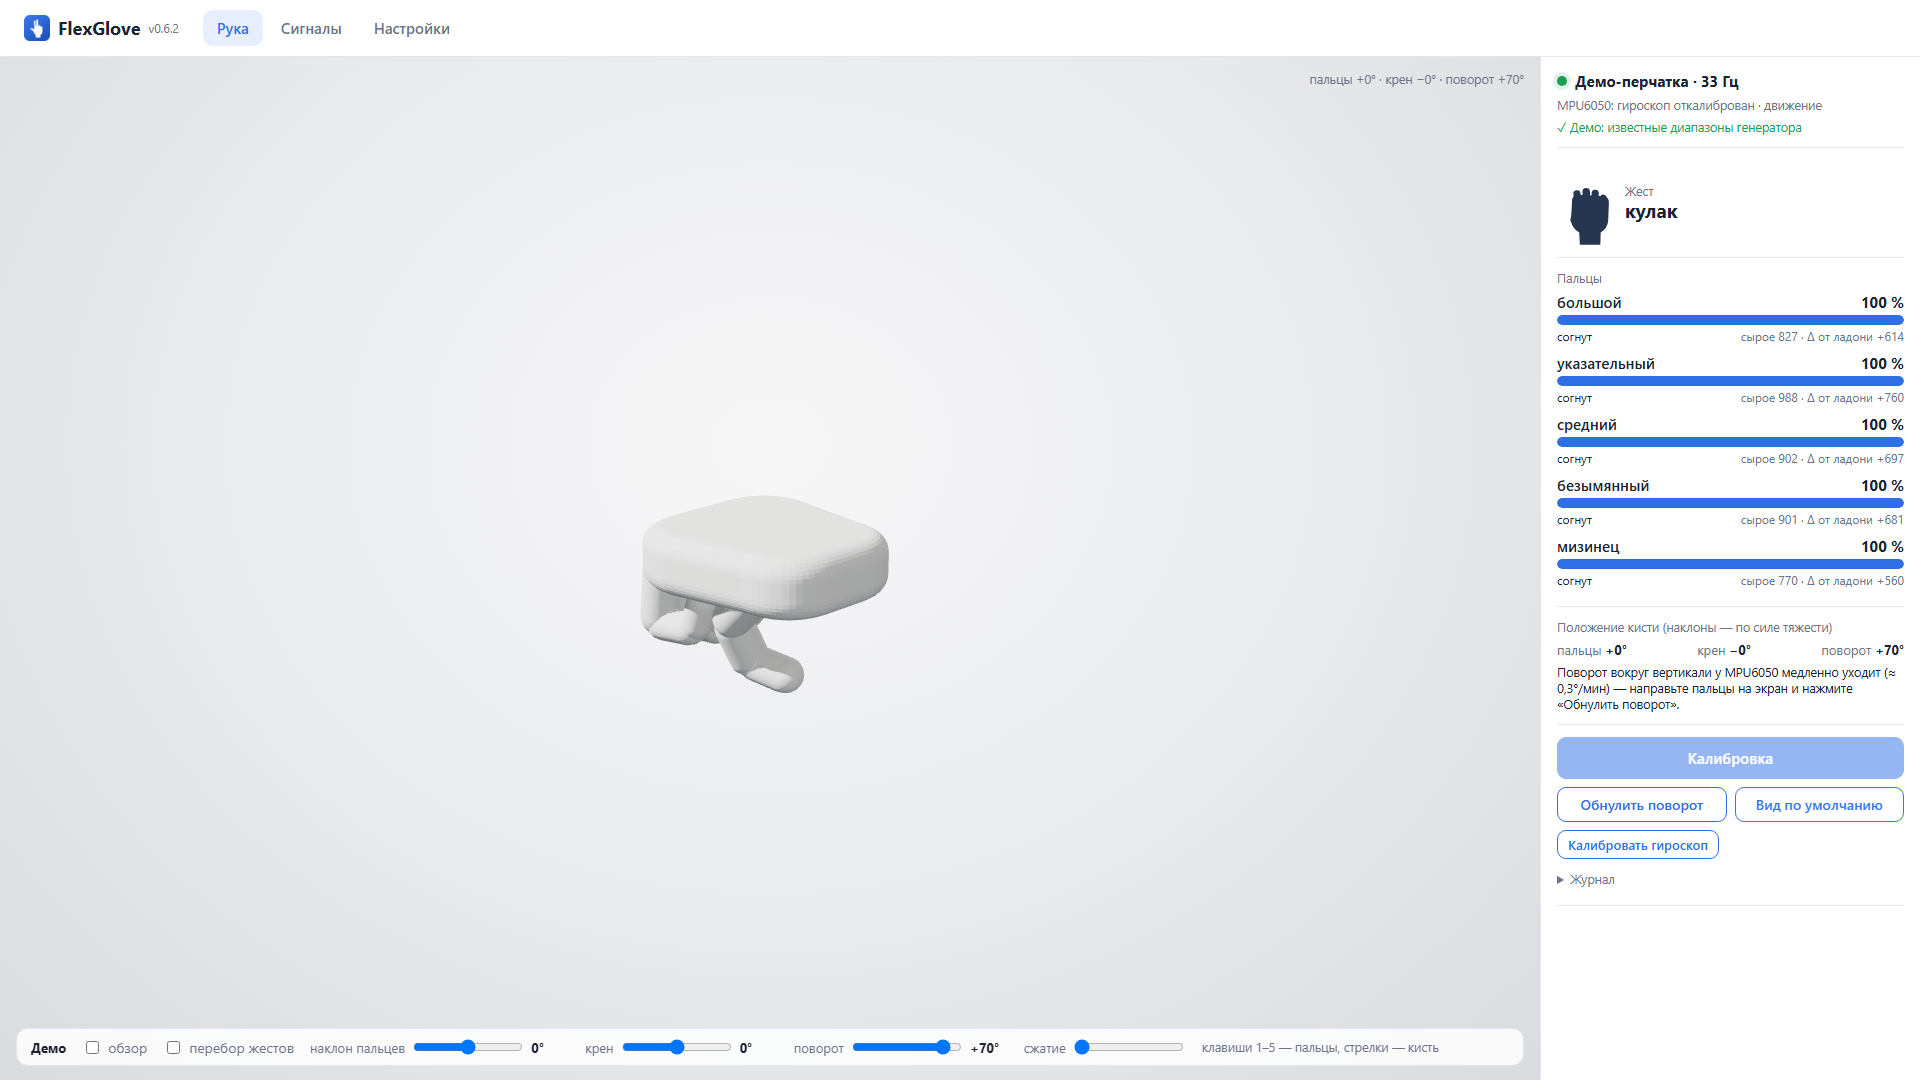 FlexGlove v0.6.2 Рука Сигналы Настройки
пальцы +0° · крен −0° · поворот +70°
Демо-перчатка · 33 Гц
MPU6050: гироскоп откалиброван · движение
✓ Демо: известные диапазоны генератора
Жест
кулак
Пальцы
большой 100 %
согнут сырое 827 · Δ от ладони +614
указательный 100 %
согнут сырое 988 · Δ от ладони +760
средний 100 %
согнут сырое 902 · Δ от ладони +697
безымянный 100 %
согнут сырое 901 · Δ от ладони +681
мизинец 100 %
согнут сырое 770 · Δ от ладони +560
Положение кисти (наклоны — по силе тяжести)
пальцы +0° крен −0° поворот +70°
Поворот вокруг вертикали у MPU6050 медленно уходит (≈
0,3°/мин) — направьте пальцы на экран и нажмите
«Обнулить поворот».
Калибровка
Обнулить поворот Вид по умолчанию
Калибровать гироскоп
Журнал
Демо обзор перебор жестов наклон пальцев 0° крен 0° поворот +70° сжатие клавиши 1–5 — пальцы, стрелки — кисть